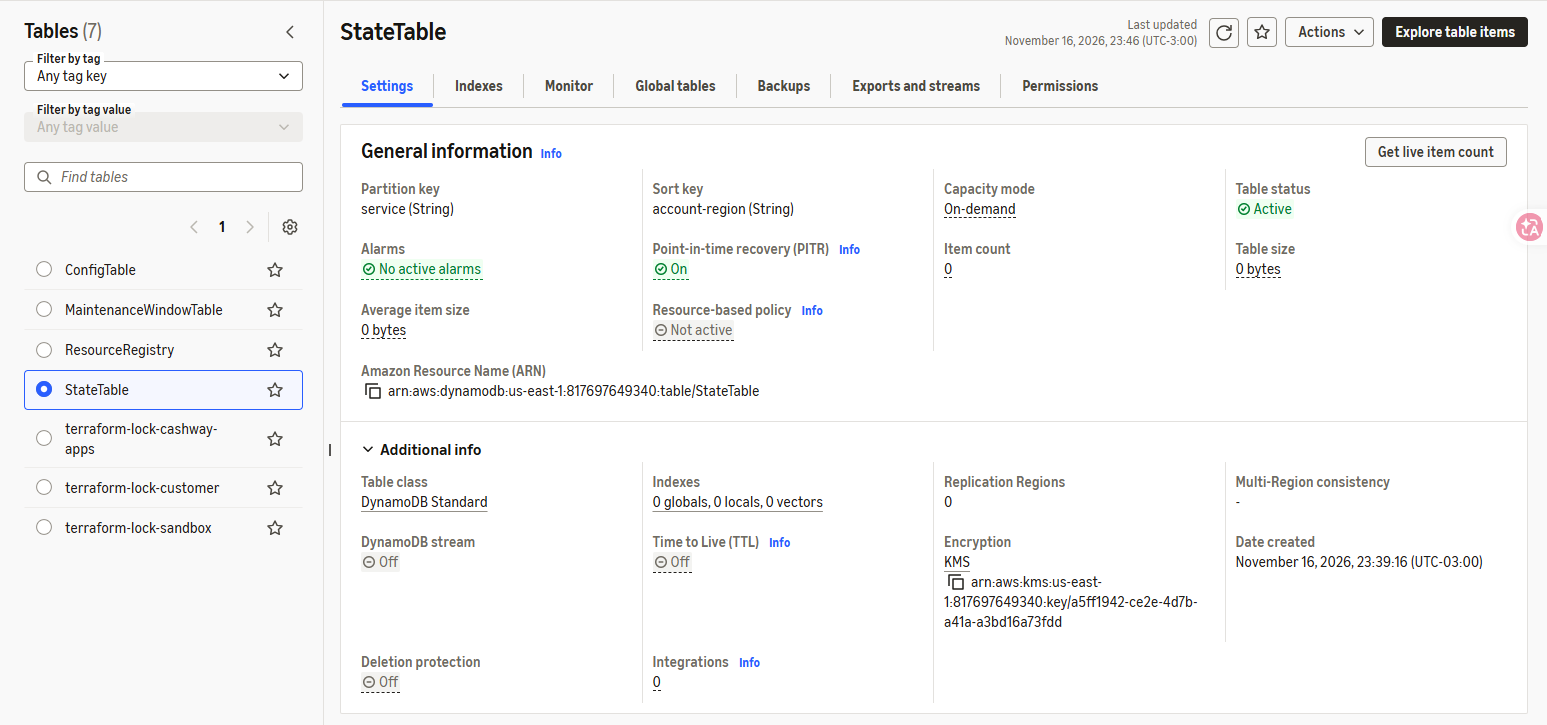 Tables (7)
Filter by tag
Any tag key
Filter by tag value
Any tag value
Find tables
1
ConfigTable
MaintenanceWindowTable
ResourceRegistry
StateTable
terraform-lock-cashway-
apps
terraform-lock-customer
terraform-lock-sandbox
StateTable
Last updated
November 16, 2026, 23:46 (UTC-3:00)
Actions
Explore table items
Settings
Indexes
Monitor
Global tables
Backups
Exports and streams
Permissions
General information Info
Get live item count
Partition key
service (String)
Sort key
account-region (String)
Capacity mode
On-demand
Table status
Active
Alarms
No active alarms
Point-in-time recovery (PITR) Info
On
Item count
0
Table size
0 bytes
Average item size
0 bytes
Resource-based policy Info
Not active
Amazon Resource Name (ARN)
arn:aws:dynamodb:us-east-1:817697649340:table/StateTable
Additional info
Table class
DynamoDB Standard
Indexes
0 globals, 0 locals, 0 vectors
Replication Regions
0
Multi-Region consistency
-
DynamoDB stream
Off
Time to Live (TTL) Info
Off
Encryption
KMS
arn:aws:kms:us-east-
1:817697649340:key/a5ff1942-ce2e-4d7b-
a41a-a3bd16a73fdd
Date created
November 16, 2026, 23:39:16 (UTC-03:00)
Deletion protection
Off
Integrations Info
0